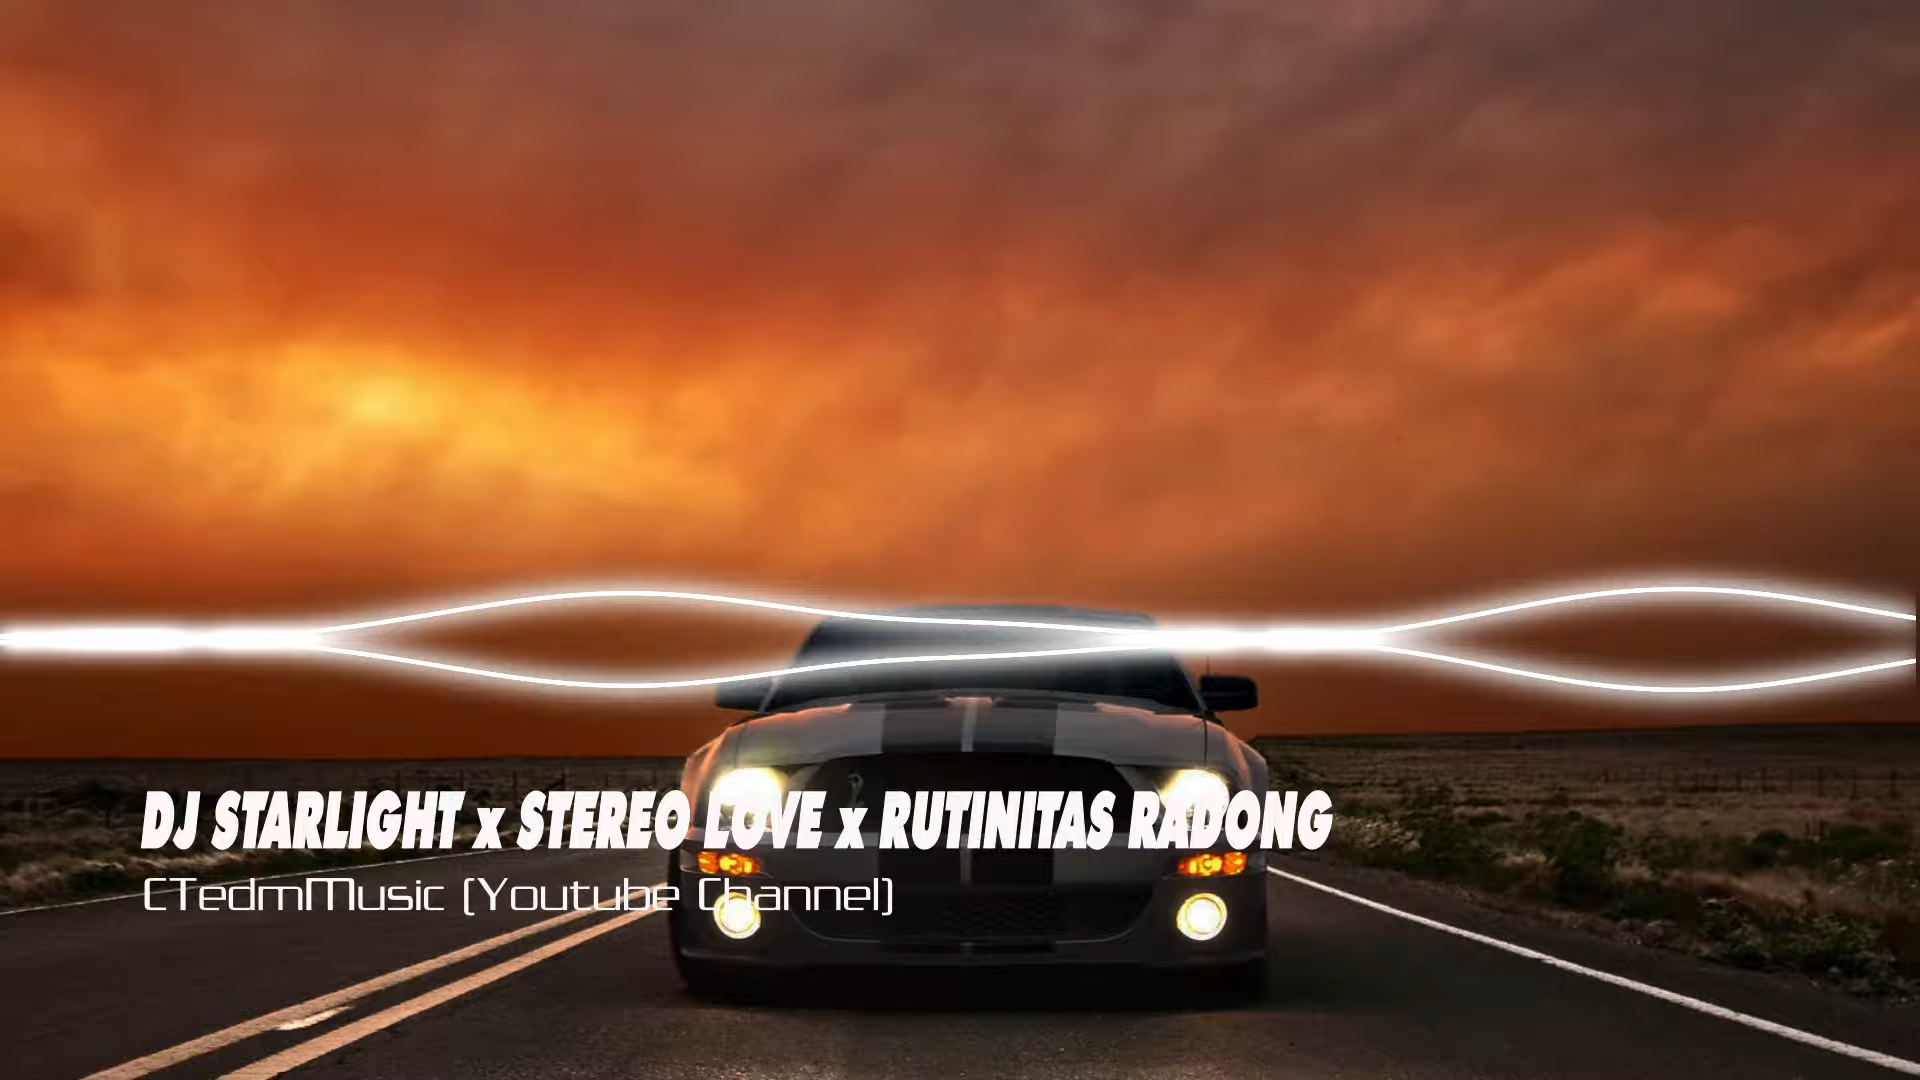 DJ STARLIGHT x STEREO LOVE x RUTINITAS RADONG
CTedmMusic (Youtube Channel)